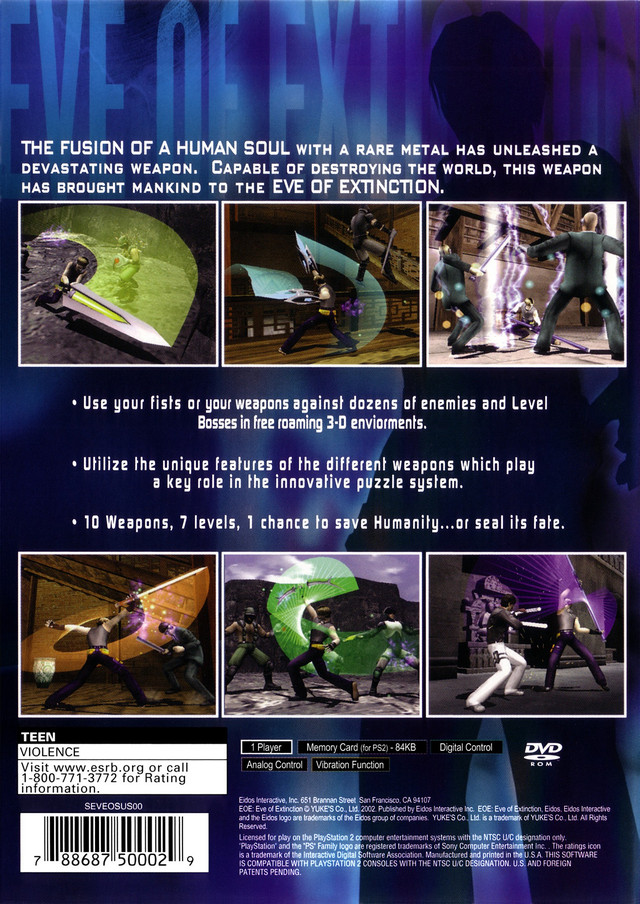 EVE OF EXTINCTION
THE FUSION OF A HUMAN SOUL WITH A RARE METAL HAS UNLEASHED A
DEVASTATING WEAPON. CAPABLE OF DESTROYING THE WORLD, THIS WEAPON
HAS BROUGHT MANKIND TO THE EVE OF EXTINCTION.
• Use your fists or your weapons against dozens of enemies and Level
Bosses in free roaming 3-D enviorments.
• Utilize the unique features of the different weapons which play
a key role in the innovative puzzle system.
• 10 Weapons, 7 levels, 1 chance to save Humanity...or seal its fate.
TEEN
VIOLENCE
Visit www.esrb.org or call
1-800-771-3772 for Rating
information.
SEVEOSUS00
7 88687 50002 9
1 Player
Memory Card (for PS2) - 84KB
Digital Control
Analog Control
Vibration Function
DVD
ROM
Eidos Interactive, Inc. 651 Brannan Street San Francisco, CA 94107
EOE: Eve of Extinction © YUKE'S Co., Ltd. 2002. Published by Eidos Interactive Inc. EOE: Eve of Extinction, Eidos, Eidos Interactive
and the Eidos logo are trademarks of the Eidos group of companies. YUKE'S Co., Ltd. is a trademark of YUKE'S Co., Ltd. All Rights
Reserved.
Licensed for play on the PlayStation 2 computer entertainment systems with the NTSC U/C designation only.
"PlayStation" and the "PS" Family logo are registered trademarks of Sony Computer Entertainment Inc. . The ratings icon
is a trademark of the Interactive Digital Software Association. Manufactured and printed in the U.S.A. THIS SOFTWARE
IS COMPATIBLE WITH PLAYSTATION 2 CONSOLES WITH THE NTSC U/C DESIGNATION. U.S. AND FOREIGN
PATENTS PENDING.